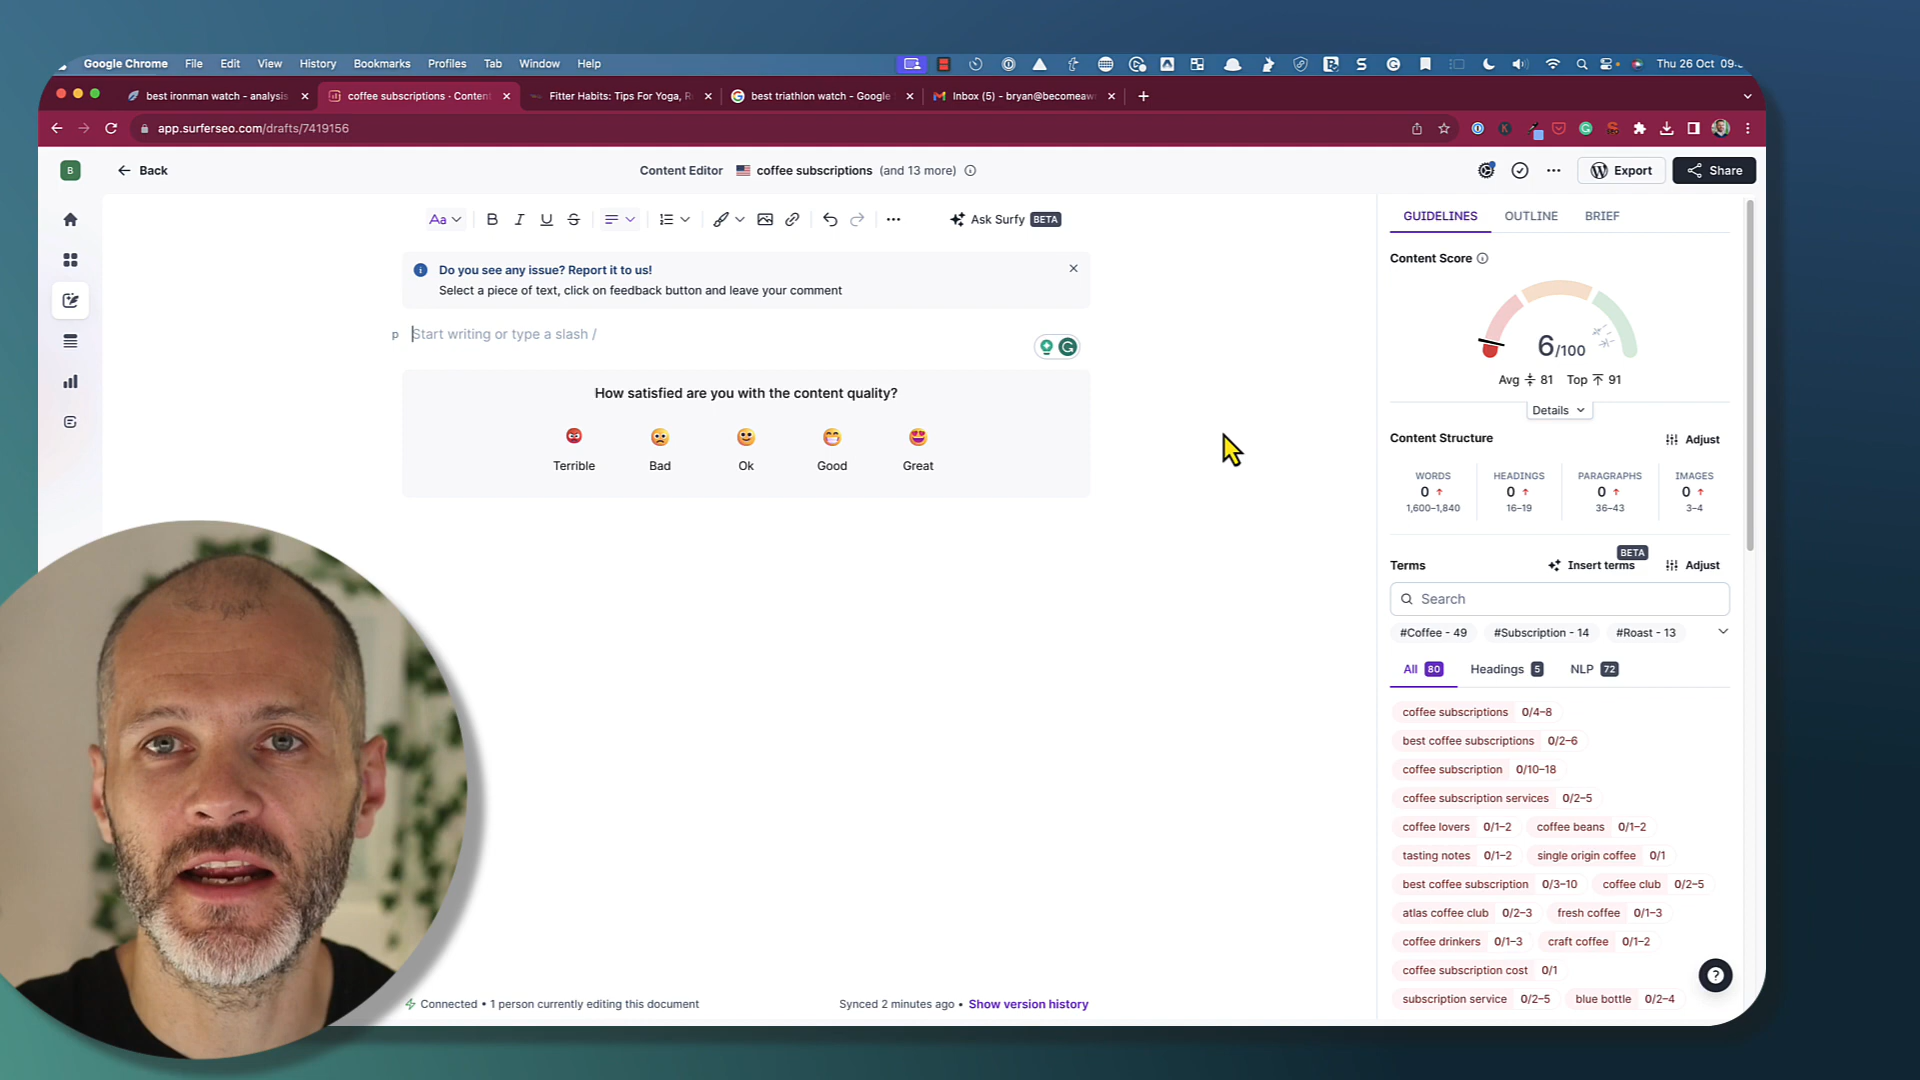 Google Chrome File Edit View History Bookmarks Profiles Tab Window Help
Thu 26 Oct
best ironman watch - analysis
coffee subscriptions · Content
Fitter Habits: Tips For Yoga, R
best triathlon watch - Google
Inbox (5) - bryan@becomeaw
app.surferseo.com/drafts/7419156
B
Back
Content Editor coffee subscriptions (and 13 more)
Export
Share
Aa B I U S
Ask Surfy BETA
Do you see any issue? Report it to us!
Select a piece of text, click on feedback button and leave your comment
p Start writing or type a slash /
How satisfied are you with the content quality?
Terrible Bad Ok Good Great
Connected • 1 person currently editing this document
Synced 2 minutes ago • Show version history
GUIDELINES OUTLINE BRIEF
Content Score
6/100
Avg 81 Top 91
Details
Content Structure Adjust
WORDS HEADINGS PARAGRAPHS IMAGES
0 ↑ 0 ↑ 0 ↑ 0 ↑
1,600–1,840 16–19 36–43 3–4
BETA
Terms Insert terms Adjust
Search
#Coffee - 49 #Subscription - 14 #Roast - 13
All 80 Headings 5 NLP 72
coffee subscriptions 0/4–8
best coffee subscriptions 0/2–6
coffee subscription 0/10–18
coffee subscription services 0/2–5
coffee lovers 0/1–2 coffee beans 0/1–2
tasting notes 0/1–2 single origin coffee 0/1
best coffee subscription 0/3–10 coffee club 0/2–5
atlas coffee club 0/2–3 fresh coffee 0/1–3
coffee drinkers 0/1–3 craft coffee 0/1–2
coffee subscription cost 0/1
subscription service 0/2–5 blue bottle 0/2–4
?